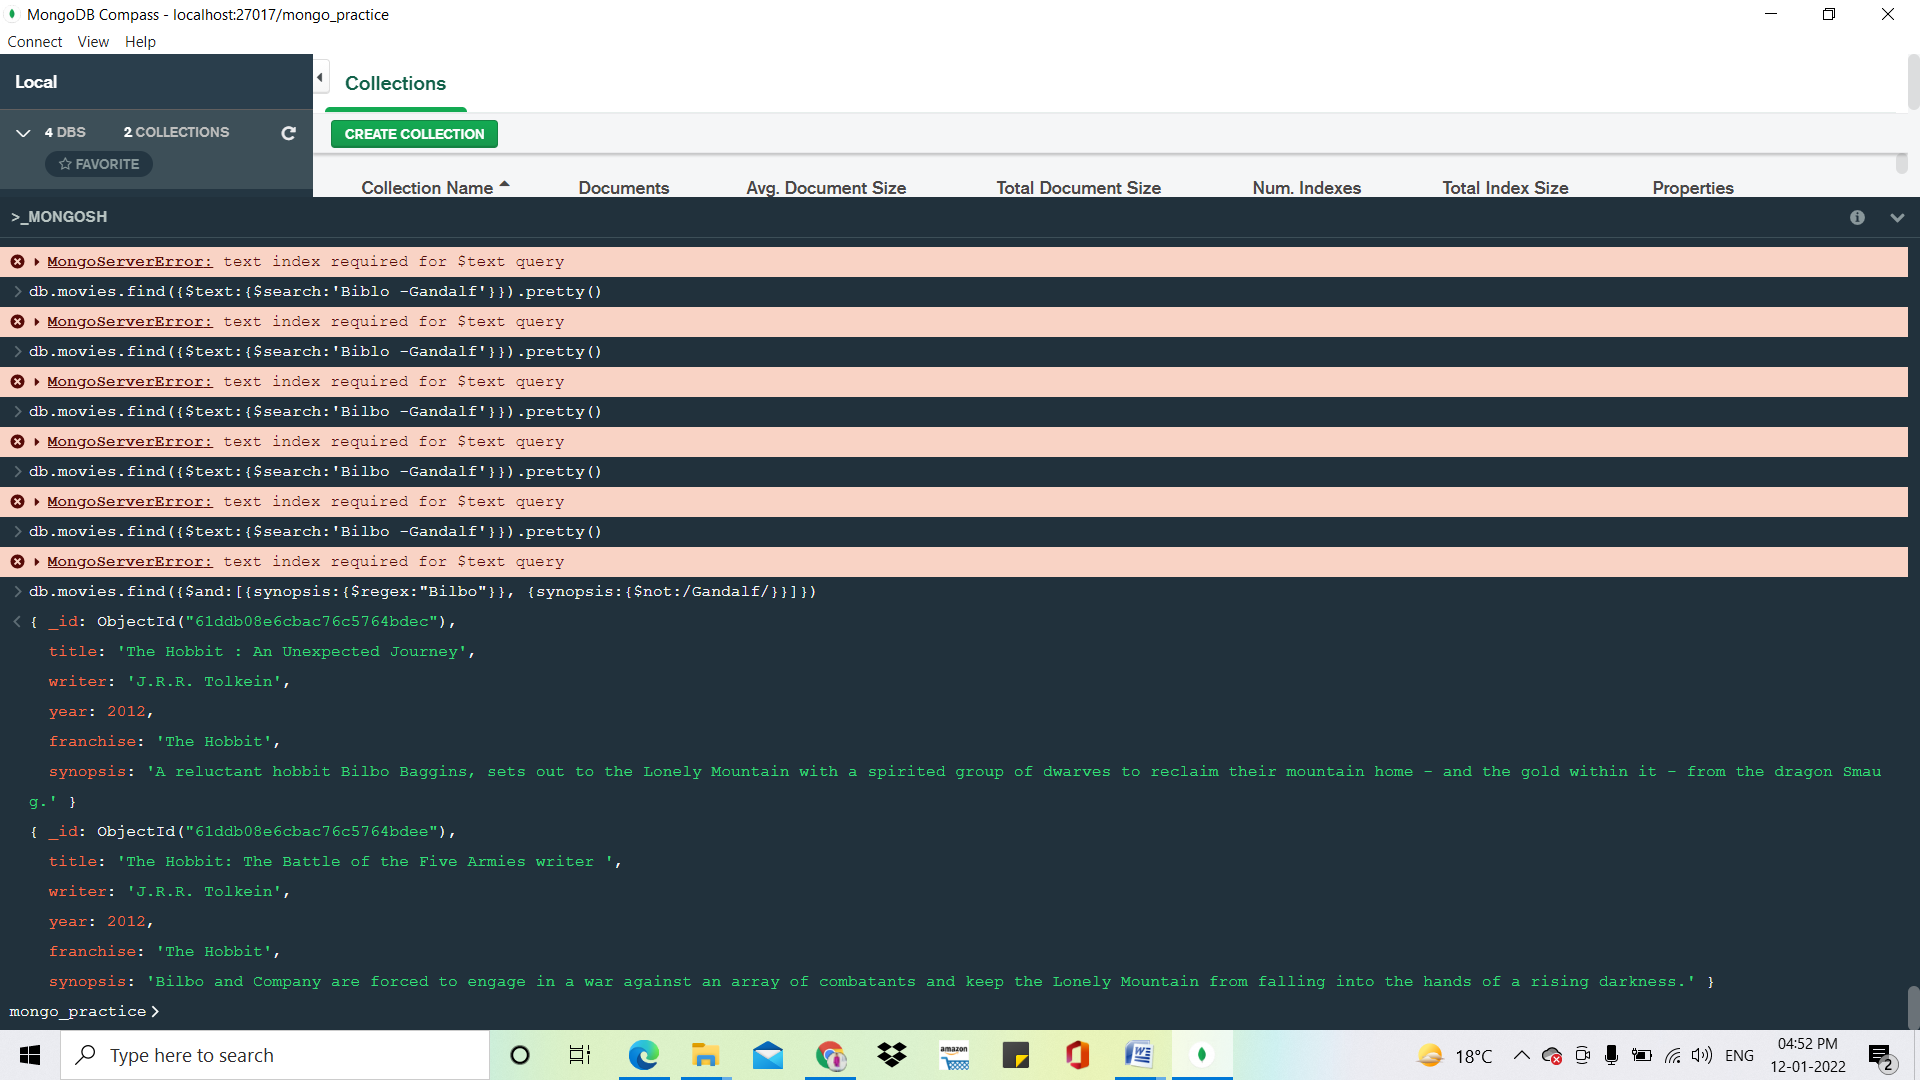 MongoDB Compass - localhost:27017/mongo_practice
Connect View Help
Local
Collections
4 DBS 2 COLLECTIONS
FAVORITE
CREATE COLLECTION
Collection Name Documents Avg. Document Size Total Document Size Num. Indexes Total Index Size Properties
>_MONGOSH
MongoServerError: text index required for $text query
db.movies.find({$text:{$search:'Biblo -Gandalf'}}).pretty()
MongoServerError: text index required for $text query
db.movies.find({$text:{$search:'Biblo -Gandalf'}}).pretty()
MongoServerError: text index required for $text query
db.movies.find({$text:{$search:'Bilbo -Gandalf'}}).pretty()
MongoServerError: text index required for $text query
db.movies.find({$text:{$search:'Bilbo -Gandalf'}}).pretty()
MongoServerError: text index required for $text query
db.movies.find({$text:{$search:'Bilbo -Gandalf'}}).pretty()
MongoServerError: text index required for $text query
db.movies.find({$and:[{synopsis:{$regex:"Bilbo"}}, {synopsis:{$not:/Gandalf/}}]})
{ _id: ObjectId("61ddb08e6cbac76c5764bdec"),
title: 'The Hobbit : An Unexpected Journey',
writer: 'J.R.R. Tolkein',
year: 2012,
franchise: 'The Hobbit',
synopsis: 'A reluctant hobbit Bilbo Baggins, sets out to the Lonely Mountain with a spirited group of dwarves to reclaim their mountain home - and the gold within it - from the dragon Smau
g.' }
{ _id: ObjectId("61ddb08e6cbac76c5764bdee"),
title: 'The Hobbit: The Battle of the Five Armies writer ',
writer: 'J.R.R. Tolkein',
year: 2012,
franchise: 'The Hobbit',
synopsis: 'Bilbo and Company are forced to engage in a war against an array of combatants and keep the Lonely Mountain from falling into the hands of a rising darkness.' }
mongo_practice>
Type here to search
amazon
18°C
ENG
04:52 PM
12-01-2022
2